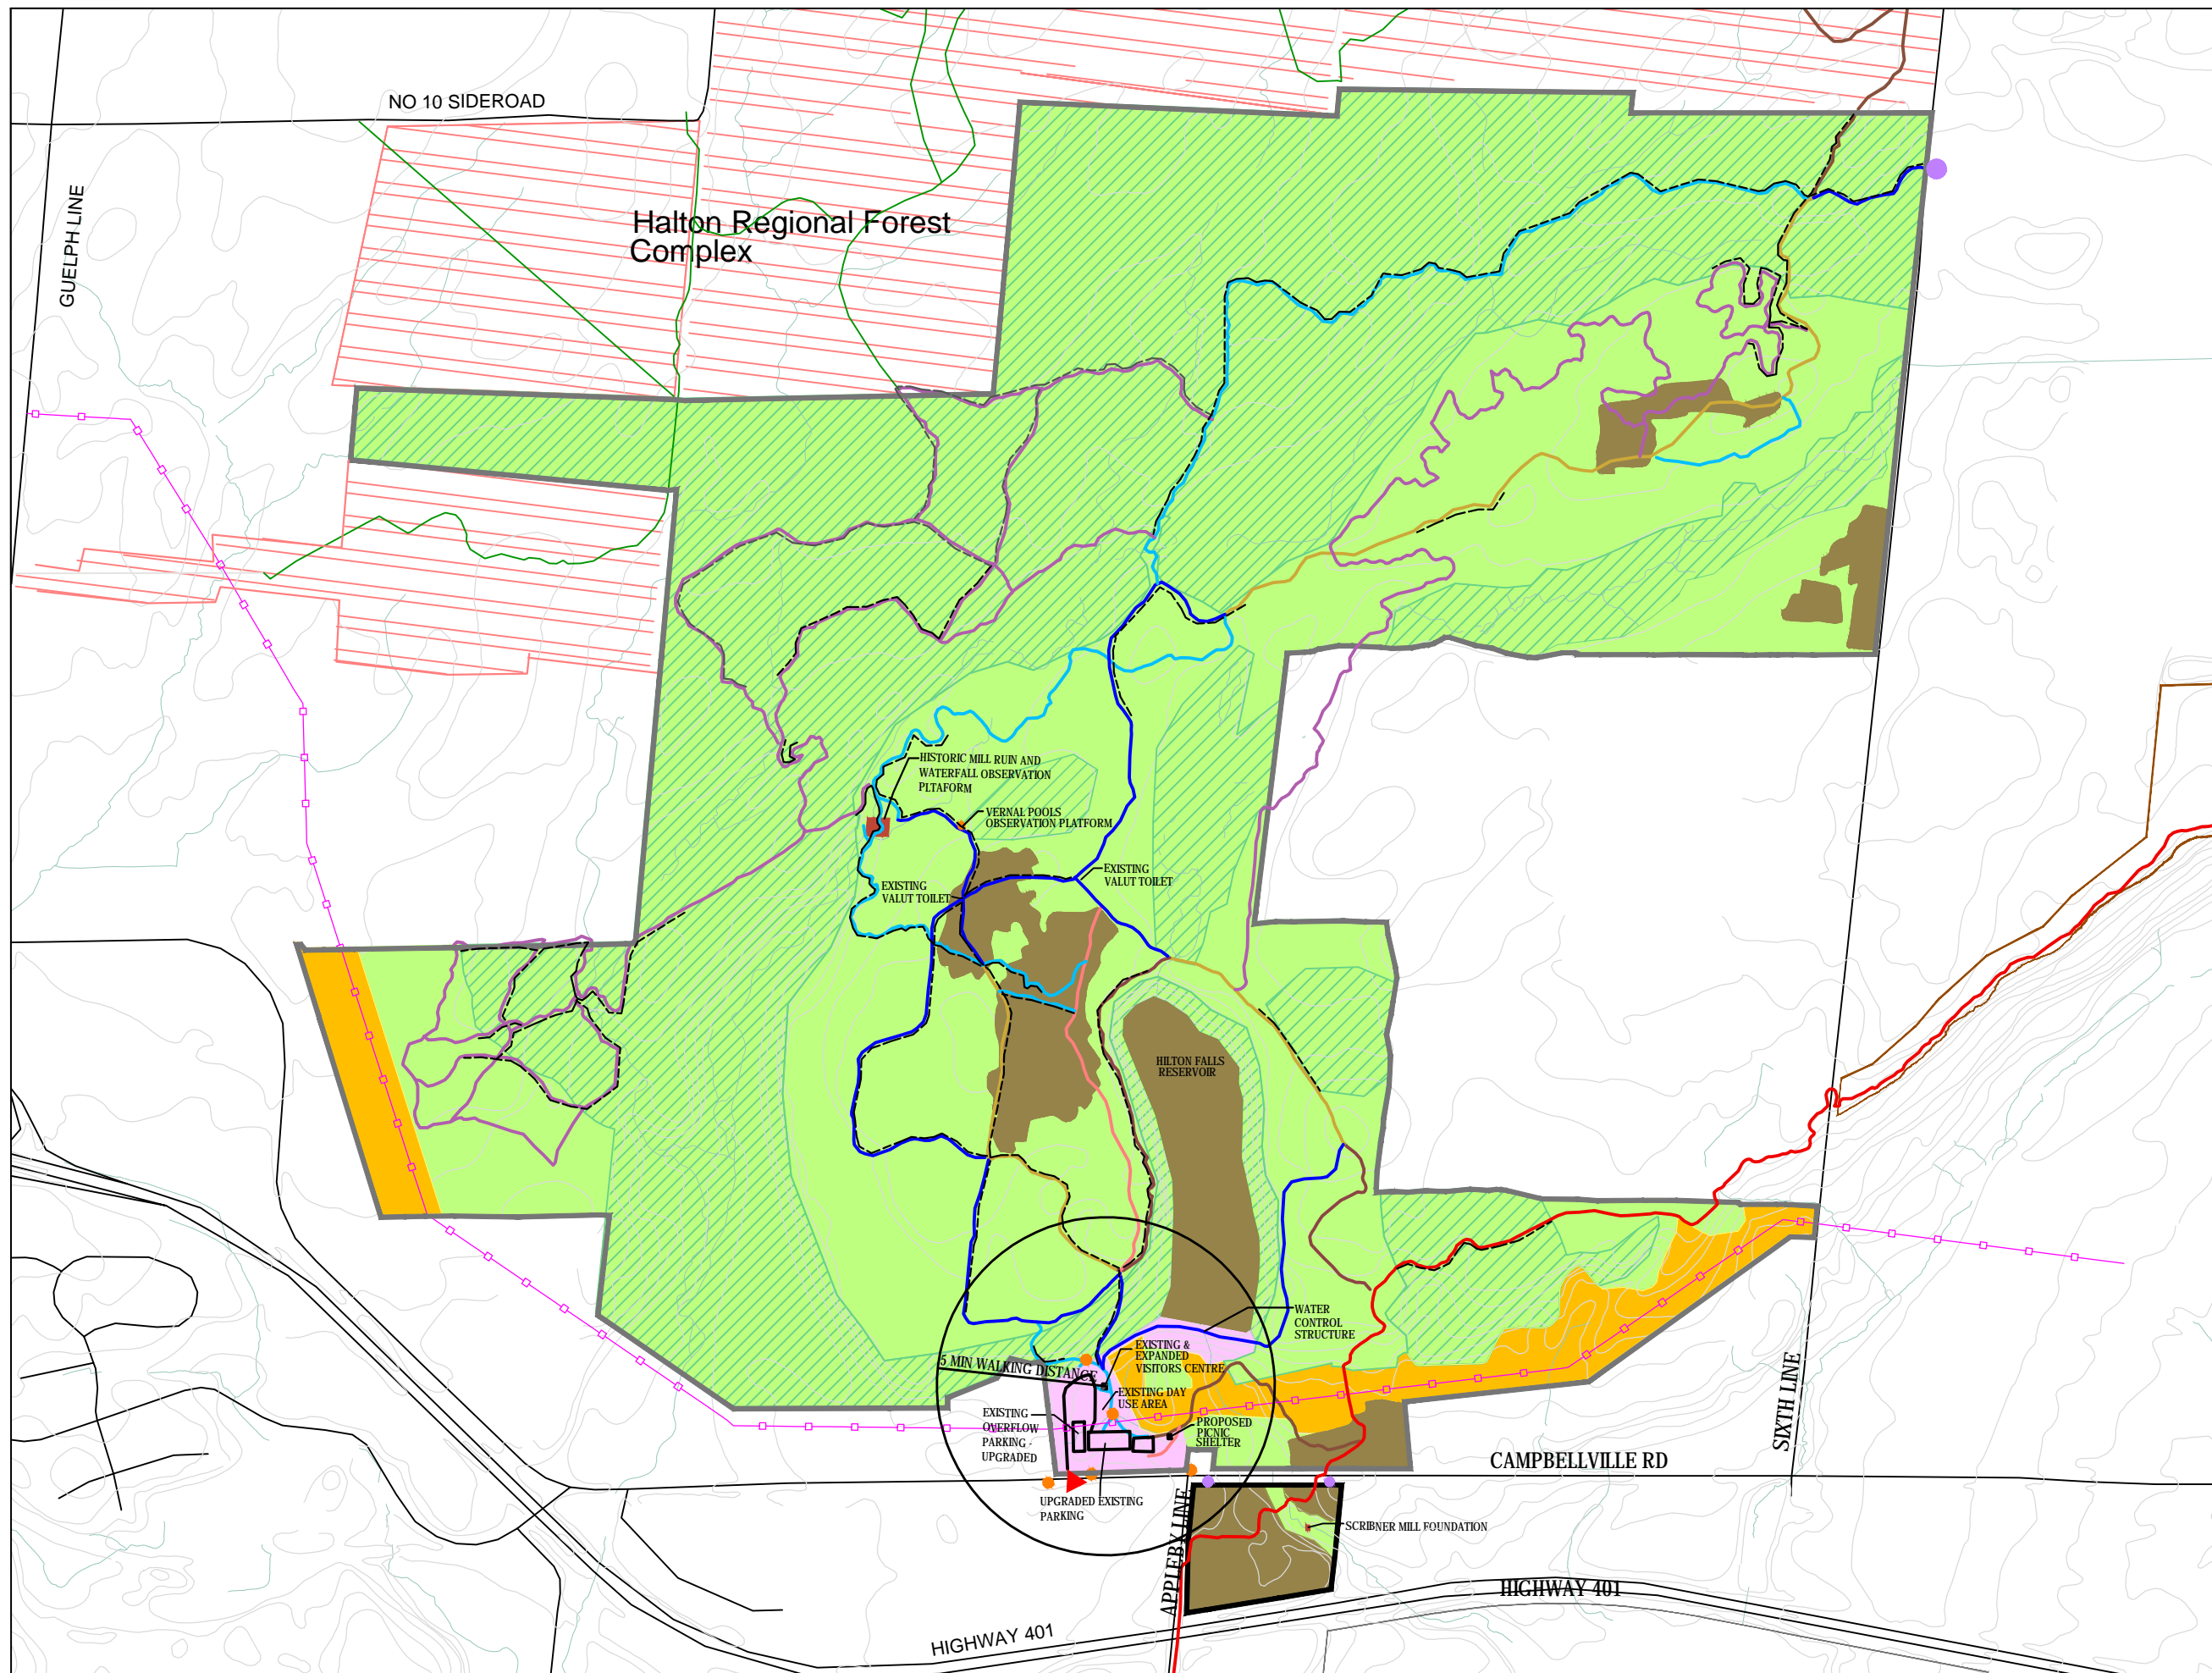 NO 10 SIDEROAD
GUELPH LINE
Halton Regional Forest
Complex
HISTORIC MILL RUIN AND
WATERFALL OBSERVATION
PLTAFORM
VERNAL POOLS
OBSERVATION PLATFORM
EXISTING
VALUT TOILET
EXISTING
VALUT TOILET
HILTON FALLS
RESERVOIR
WATER
CONTROL
STRUCTURE
EXISTING &
EXPANDED
VISITORS CENTRE
5 MIN WALKING DISTANCE
EXISTING DAY
USE AREA
EXISTING
OVERFLOW
PARKING -
UPGRADED
PROPOSED
PICNIC
SHELTER
UPGRADED EXISTING
PARKING
CAMPBELLVILLE RD
SIXTH LINE
APPLEBY LINE
SCRIBNER MILL FOUNDATION
HIGHWAY 401
HIGHWAY 401